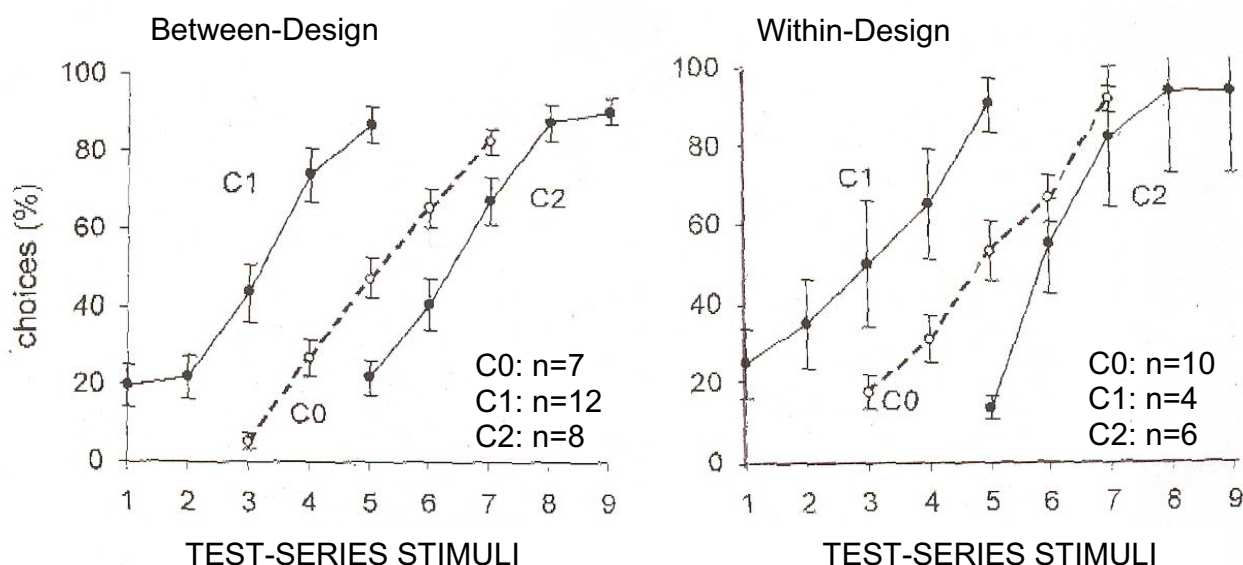 Between-Design
100
80
60
40
20
0
choices (%)
C1
C0
C2
C0: n=7
C1: n=12
C2: n=8
1 2 3 4 5 6 7 8 9
TEST-SERIES STIMULI
Within-Design
100
80
60
40
20
0
C1
C0
C2
C0: n=10
C1: n=4
C2: n=6
1 2 3 4 5 6 7 8 9
TEST-SERIES STIMULI